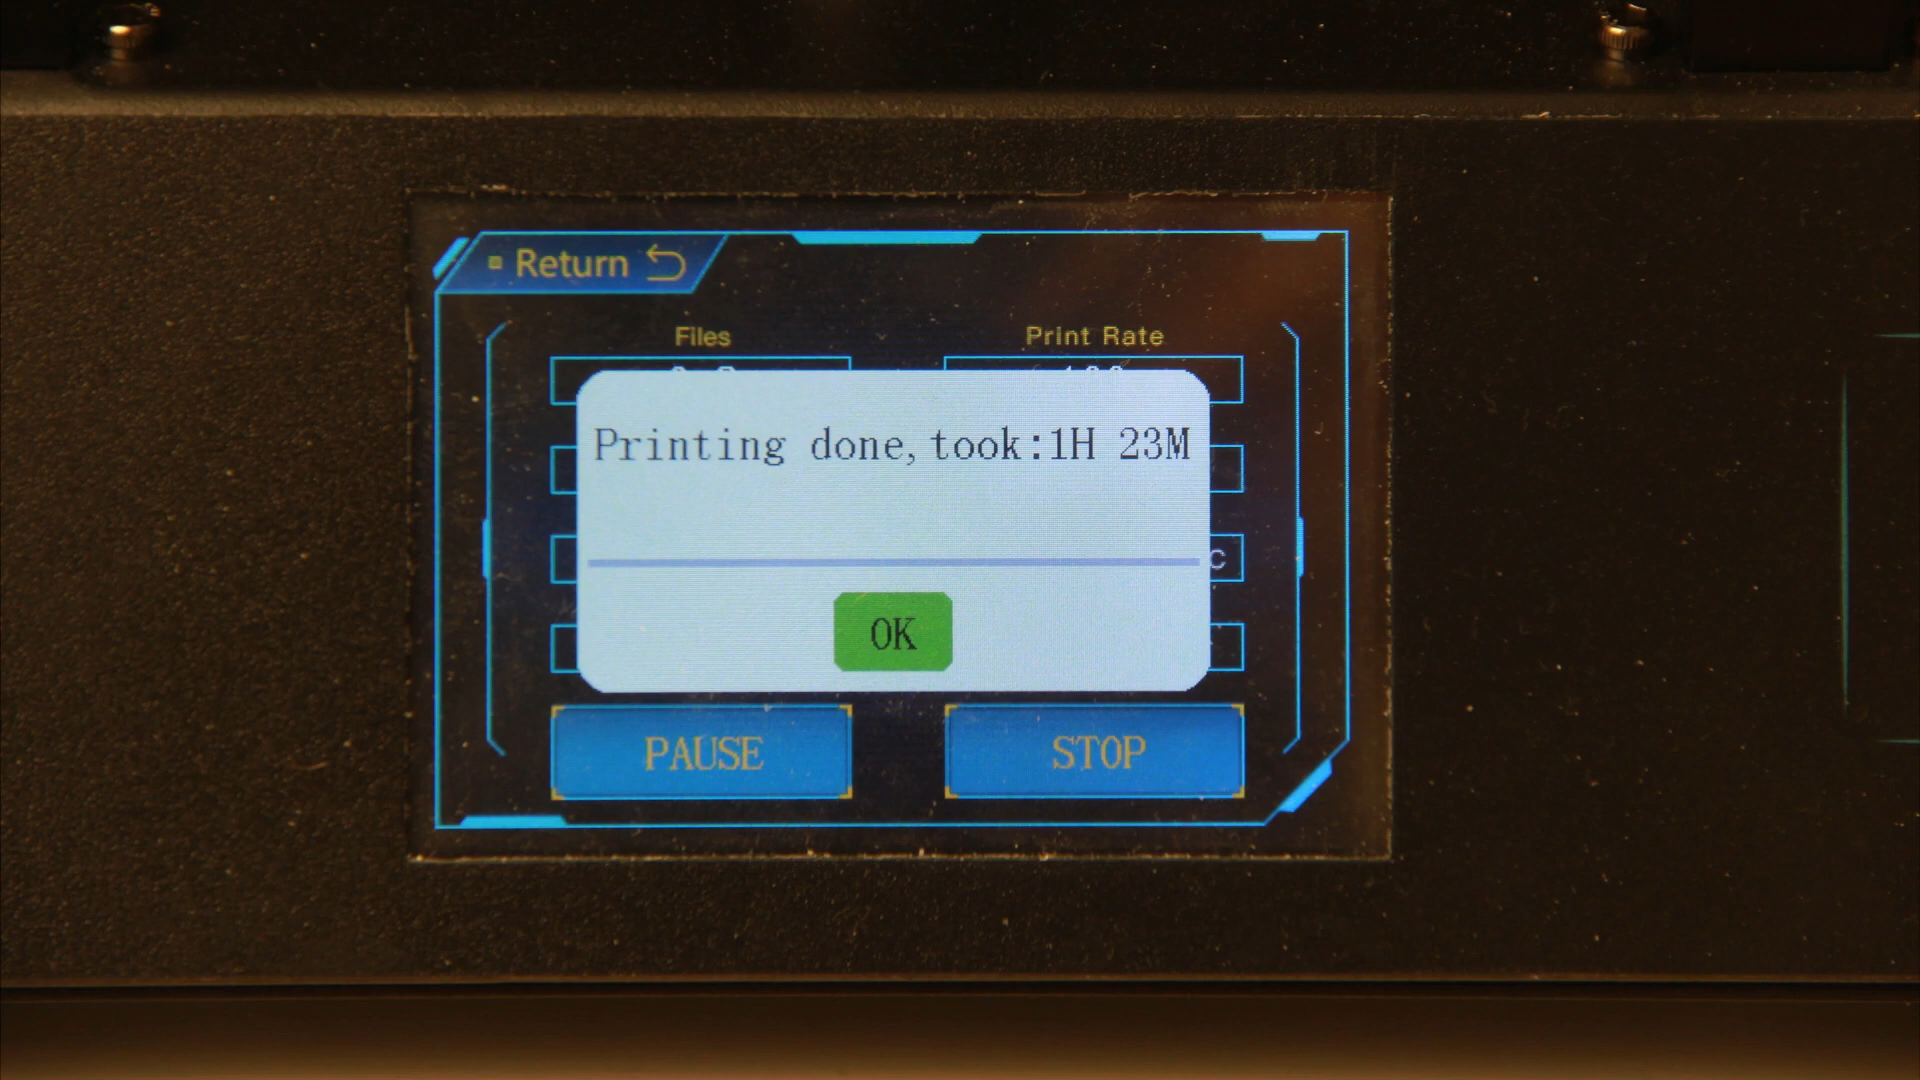 Return
Files
Print Rate
Printing done,took:1H 23M
C
OK
PAUSE
STOP